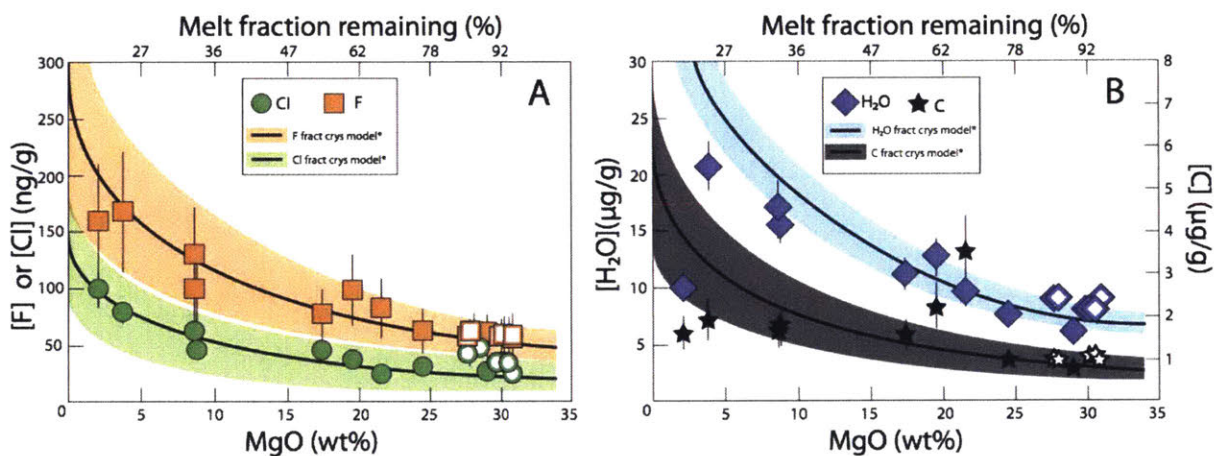 Melt fraction remaining (%)
27 36 47 62 78 92
300
250
200
150
100
50
0
[F] or [Cl] (ng/g)
A
Cl F
F fract crys model*
Cl fract crys model*
0 5 10 15 20 25 30 35
MgO (wt%)
Melt fraction remaining (%)
27 36 47 62 78 92
30
25
20
15
10
5
0
[H₂O](µg/g)
B
H₂O C
H₂O fract crys model*
C fract crys model*
8
7
6
5
4
3
2
1
0
[C] (µg/g)
0 5 10 15 20 25 30 35
MgO (wt%)